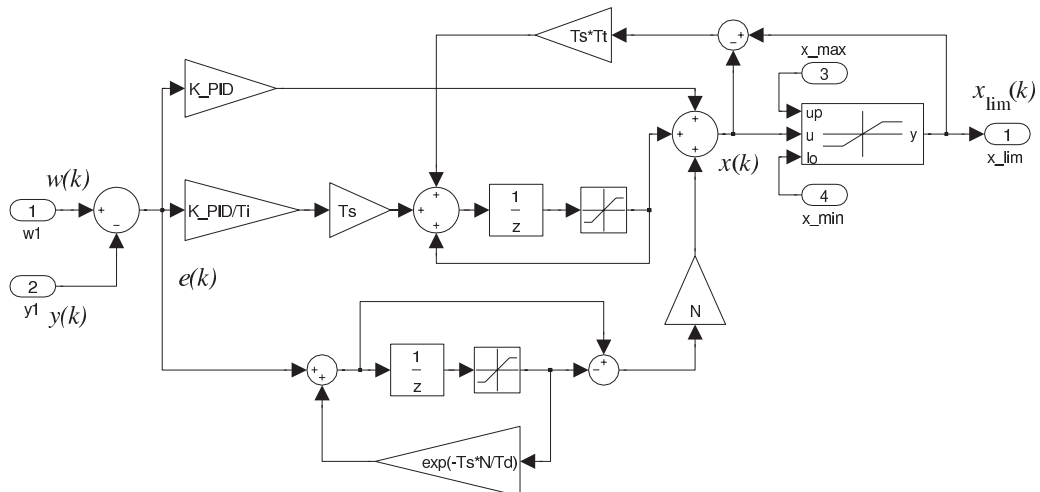 Ts*Tt
x_max
3
x_lim(k)
K_PID
up
u
y
lo
1
x_lim
x(k)
w(k)
1
w1
K_PID/Ti
Ts
1
z
4
x_min
e(k)
2
y1
y(k)
N
1
z
exp(-Ts*N/Td)